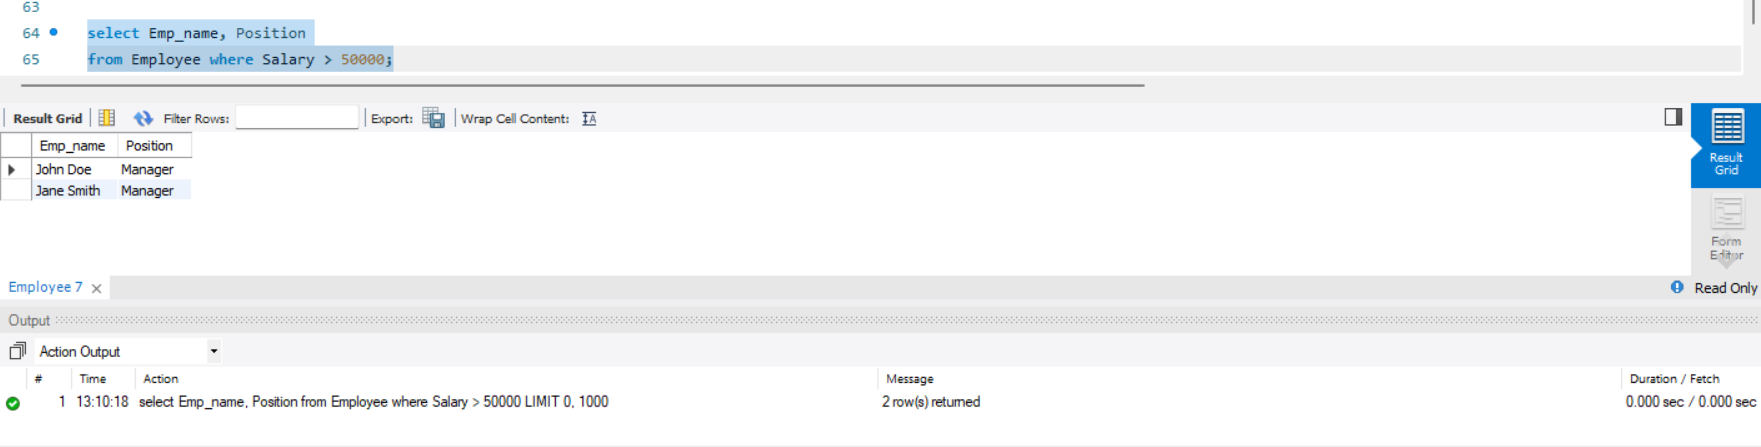 63
64 select Emp_name, Position
65 from Employee where Salary > 50000;
Result Grid Filter Rows: Export: Wrap Cell Content:
Emp_name Position
John Doe Manager
Jane Smith Manager
Result
Grid
Form
Editor
Employee 7
Read Only
Output
Action Output
# Time Action Message Duration / Fetch
1 13:10:18 select Emp_name, Position from Employee where Salary > 50000 LIMIT 0, 1000 2 row(s) returned 0.000 sec / 0.000 sec